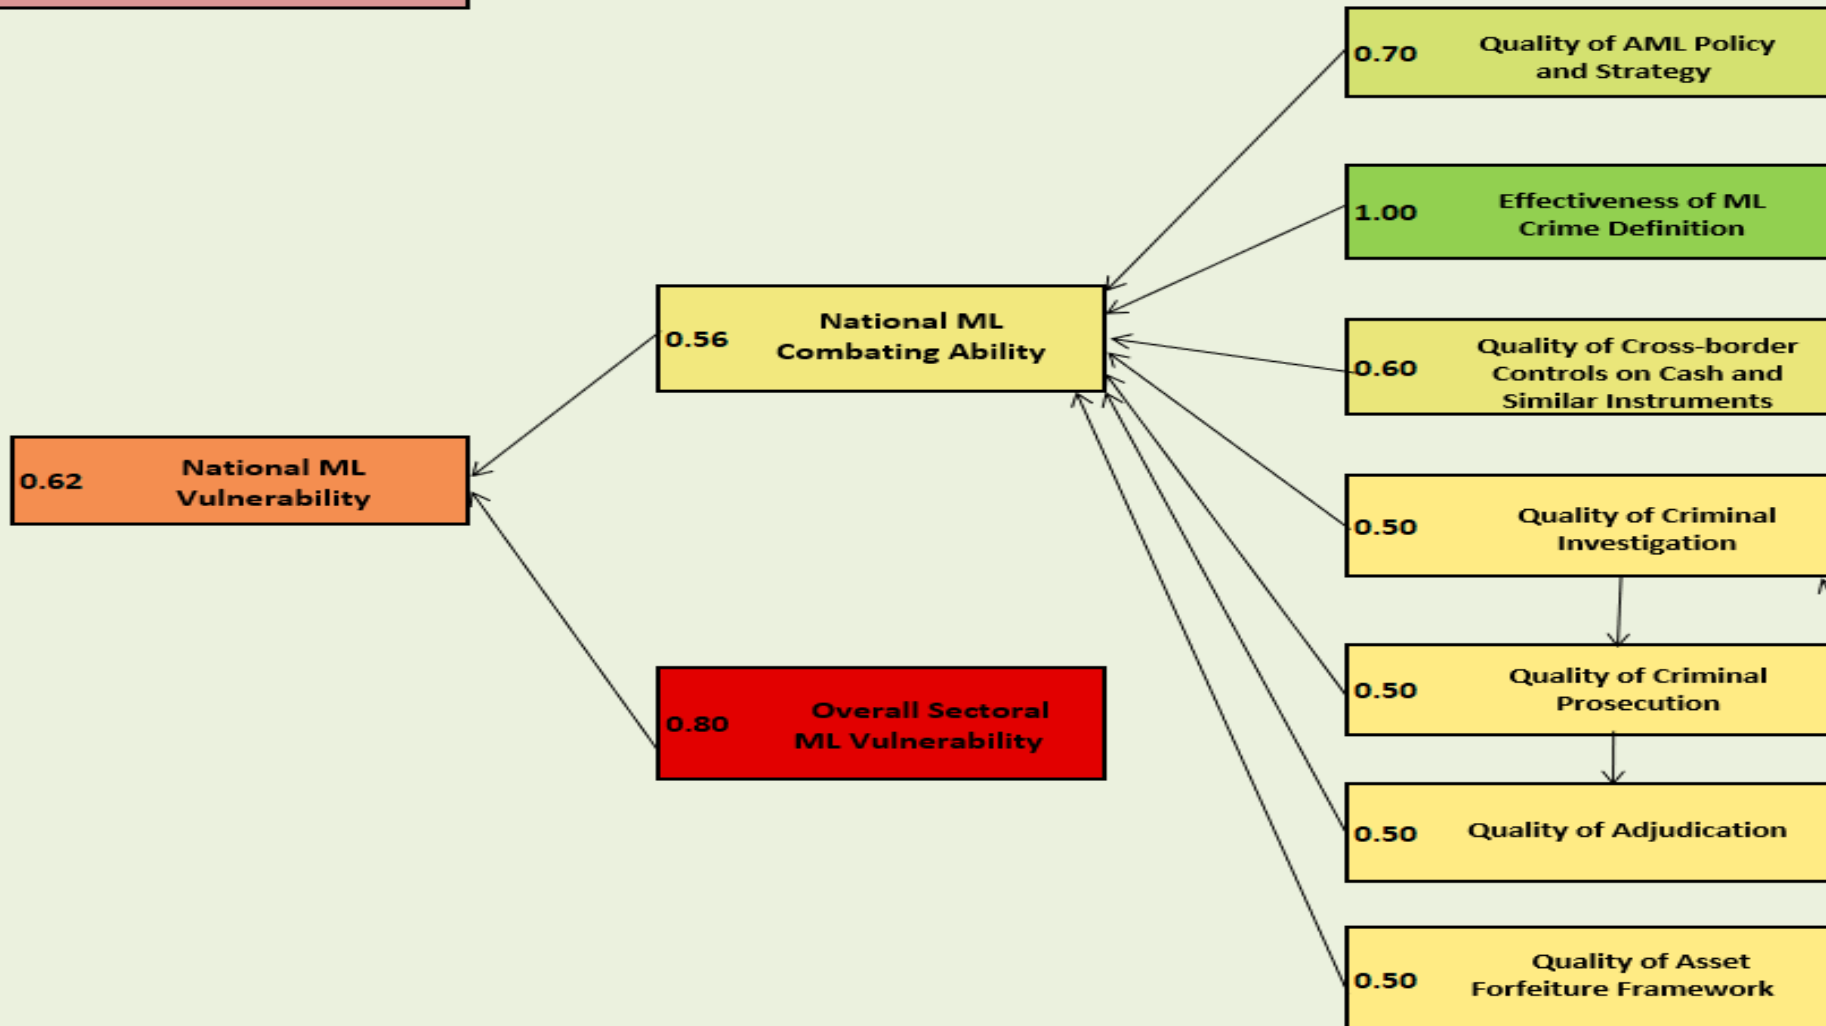 0.70
Quality of AML Policy
and Strategy
1.00
Effectiveness of ML
Crime Definition
0.56
National ML
Combating Ability
0.60
Quality of Cross-border
Controls on Cash and
Similar Instruments
0.62
National ML
Vulnerability
0.50
Quality of Criminal
Investigation
0.50
Quality of Criminal
Prosecution
0.80
Overall Sectoral
ML Vulnerability
0.50
Quality of Adjudication
0.50
Quality of Asset
Forfeiture Framework